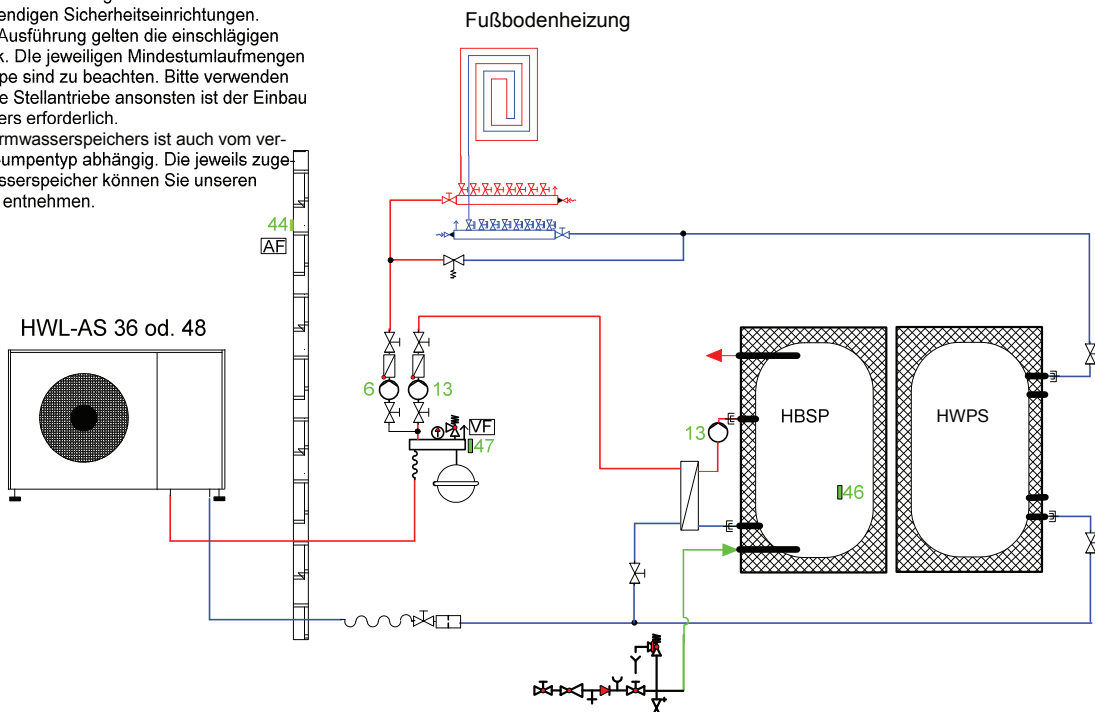 endigen Sicherheitseinrichtungen.
Ausführung gelten die einschlägigen
k. DIe jeweiligen Mindestumlaufmengen
pe sind zu beachten. Bitte verwenden
e Stellantriebe ansonsten ist der Einbau
ers erforderlich.
rmwasserspeichers ist auch vom ver-
umpentyp abhängig. Die jeweils zuge-
sserspeicher können Sie unseren
entnehmen.
Fußbodenheizung
44
AF
HWL-AS 36 od. 48
6
13
VF
47
13
HBSP
HWPS
46